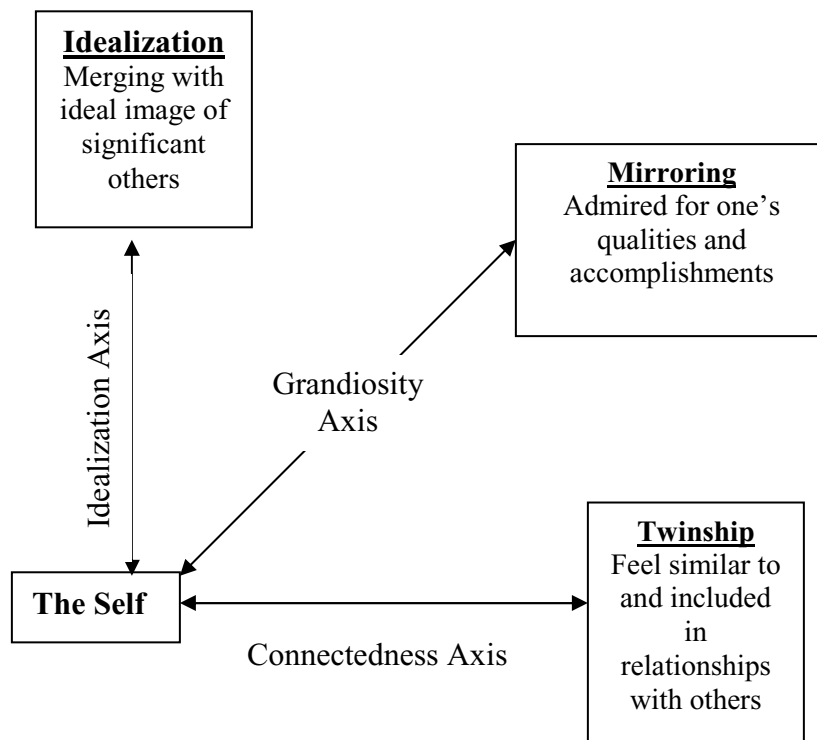 Idealization
Merging with
ideal image of
significant
others
Mirroring
Admired for one’s
qualities and
accomplishments
Idealization Axis
Grandiosity
Axis
The Self
Connectedness Axis
Twinship
Feel similar to
and included
in
relationships
with others